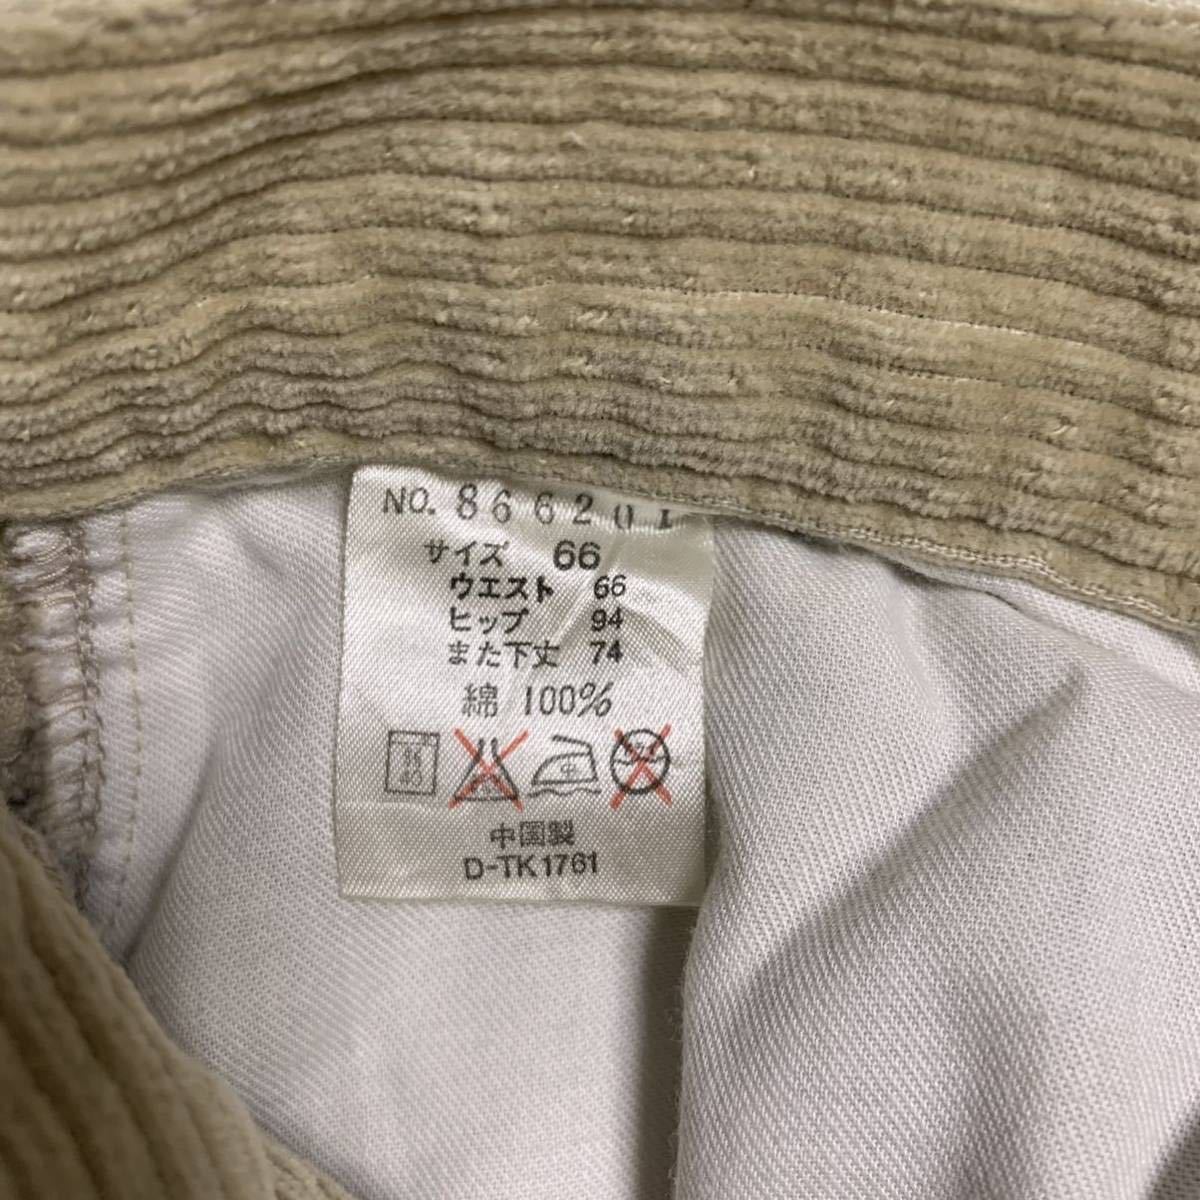 NO. 866201
サイズ 66
ウエスト 66
ヒップ 94
また下丈 74
綿 100%
中
中国製
D-TK1761